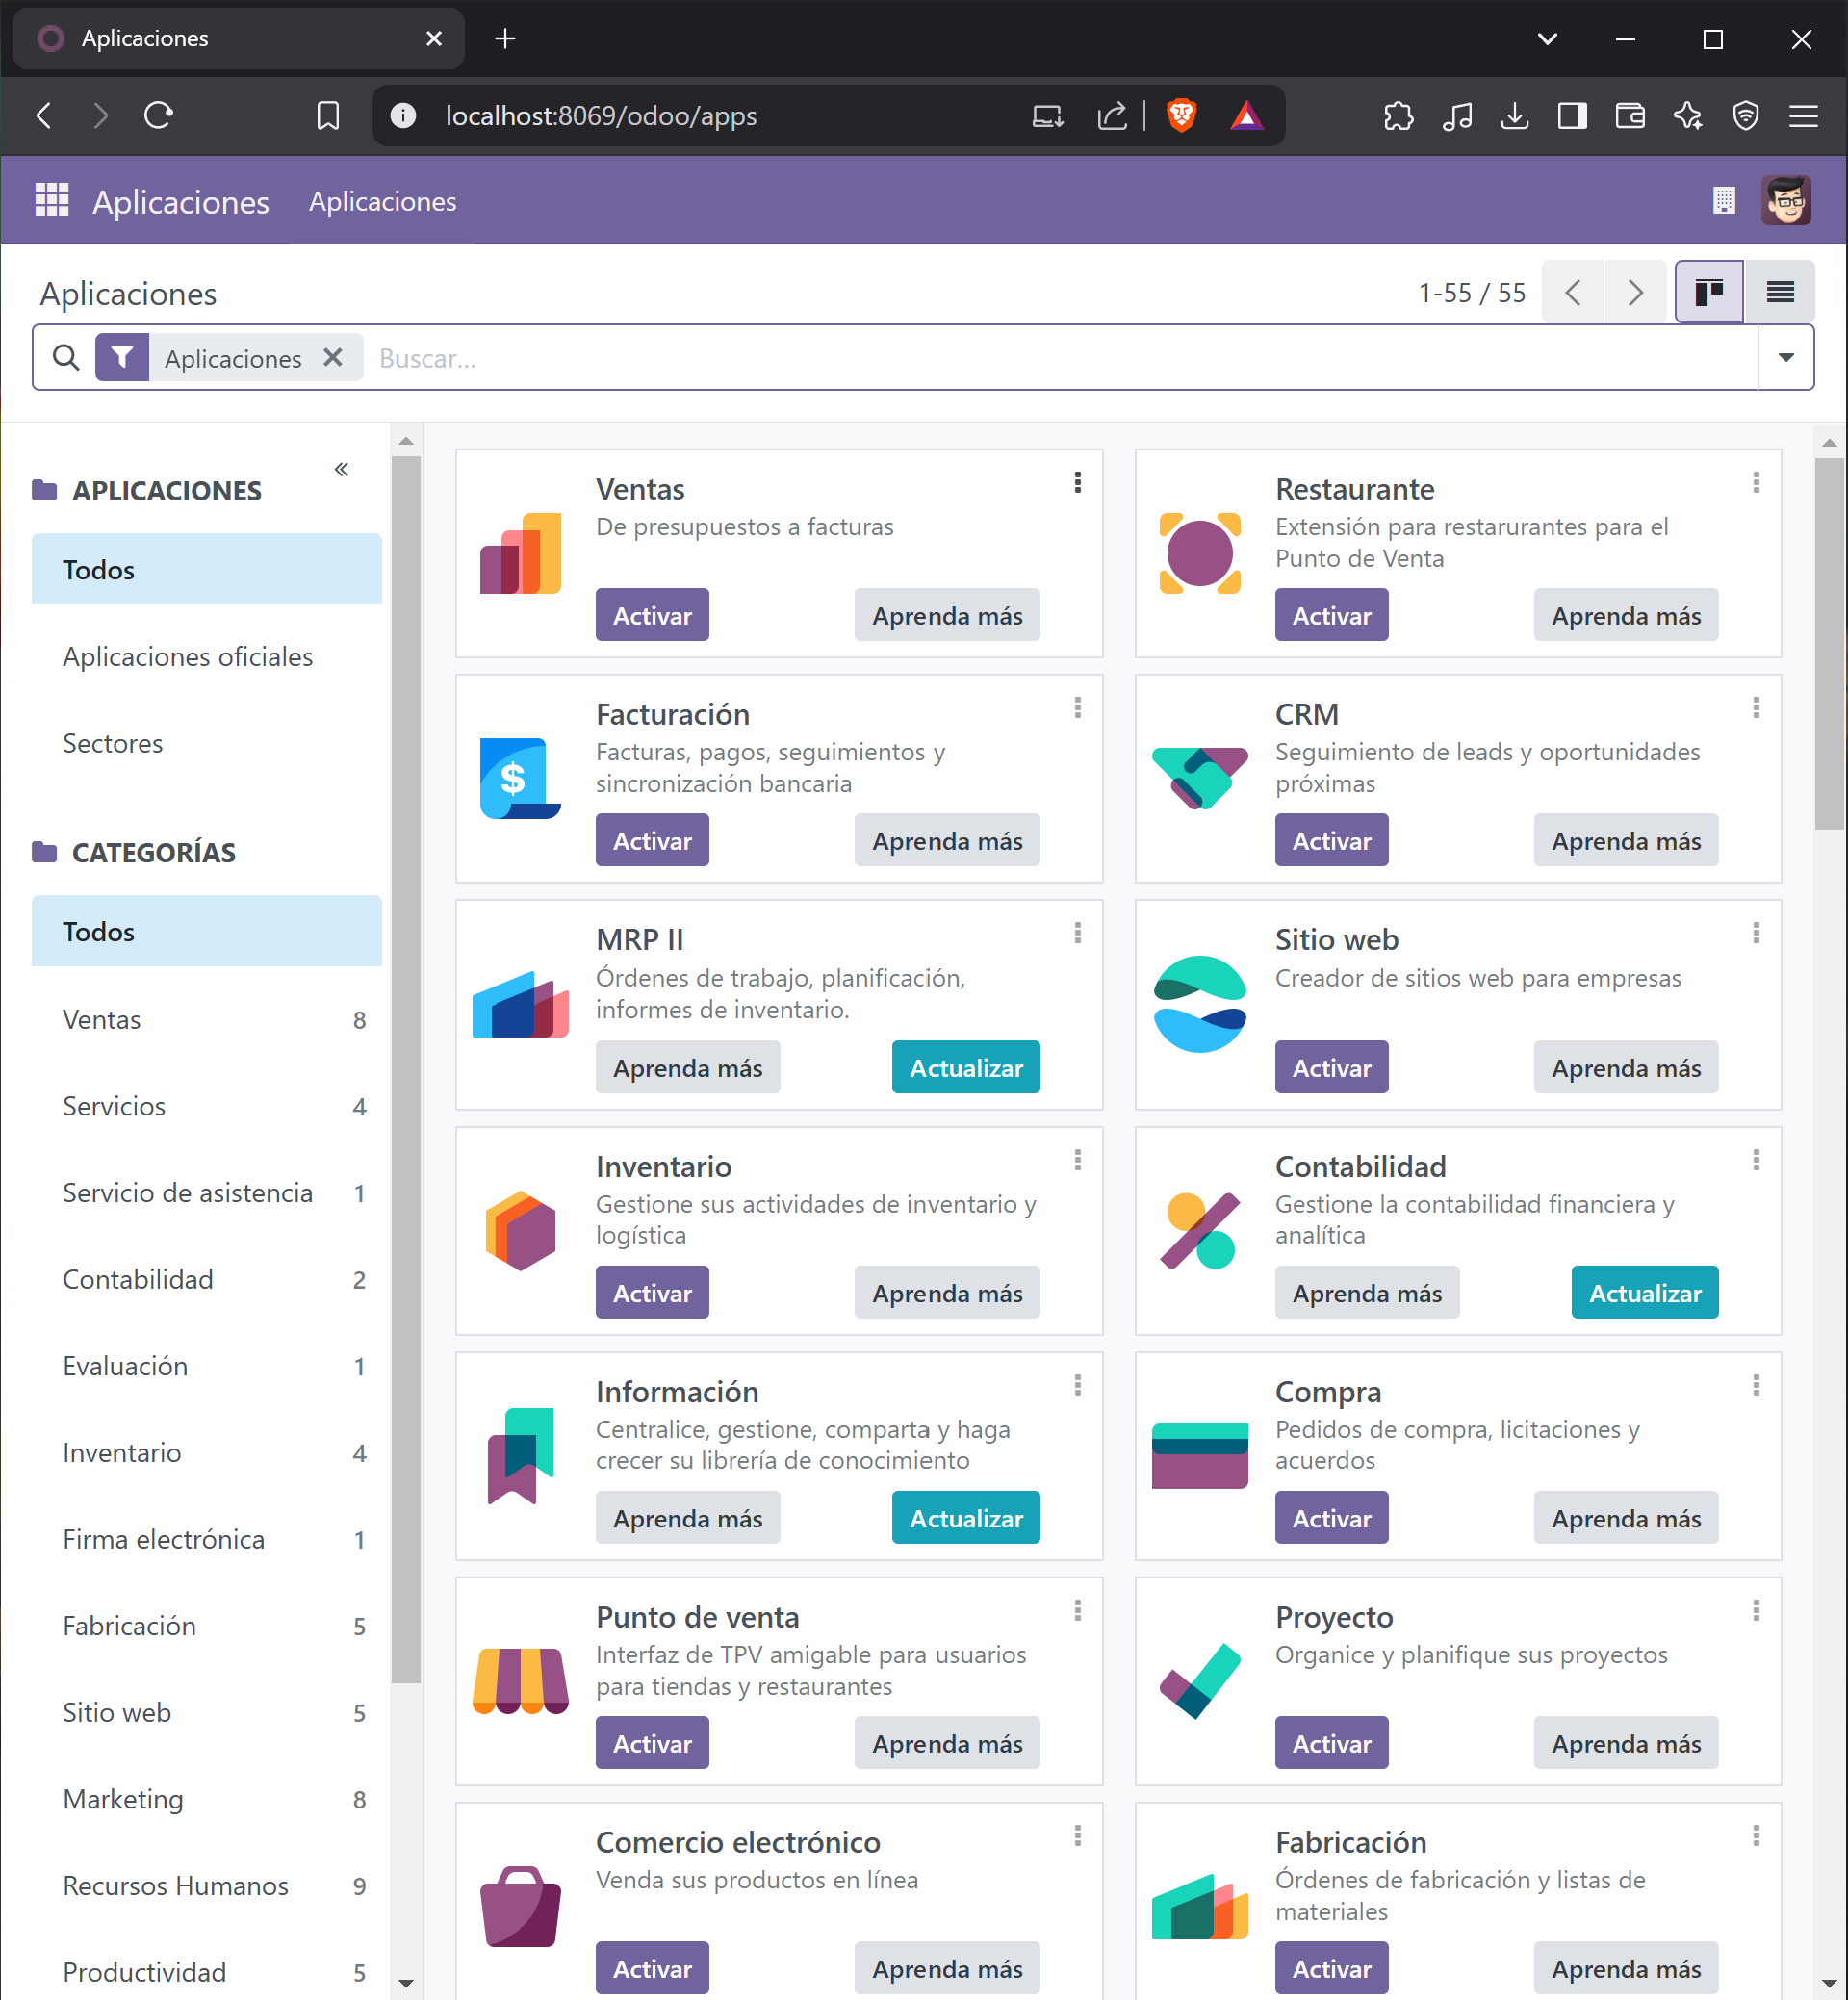 Aplicaciones
localhost:8069/odoo/apps
Aplicaciones Aplicaciones
Aplicaciones
1-55 / 55
Aplicaciones Buscar...
APLICACIONES
Todos
Aplicaciones oficiales
Sectores
CATEGORÍAS
Todos
Ventas 8
Servicios 4
Servicio de asistencia 1
Contabilidad 2
Evaluación 1
Inventario 4
Firma electrónica 1
Fabricación 5
Sitio web 5
Marketing 8
Recursos Humanos 9
Productividad 5
Ventas
De presupuestos a facturas
Activar Aprenda más
Restaurante
Extensión para restarurantes para el
Punto de Venta
Activar Aprenda más
Facturación
Facturas, pagos, seguimientos y
sincronización bancaria
$
Activar Aprenda más
CRM
Seguimiento de leads y oportunidades
próximas
Activar Aprenda más
MRP II
Órdenes de trabajo, planificación,
informes de inventario.
Aprenda más Actualizar
Sitio web
Creador de sitios web para empresas
Activar Aprenda más
Inventario
Gestione sus actividades de inventario y
logística
Activar Aprenda más
Contabilidad
Gestione la contabilidad financiera y
analítica
Aprenda más Actualizar
Información
Centralice, gestione, comparta y haga
crecer su librería de conocimiento
Aprenda más Actualizar
Compra
Pedidos de compra, licitaciones y
acuerdos
Activar Aprenda más
Punto de venta
Interfaz de TPV amigable para usuarios
para tiendas y restaurantes
Activar Aprenda más
Proyecto
Organice y planifique sus proyectos
Activar Aprenda más
Comercio electrónico
Venda sus productos en línea
Activar Aprenda más
Fabricación
Órdenes de fabricación y listas de
materiales
Activar Aprenda más